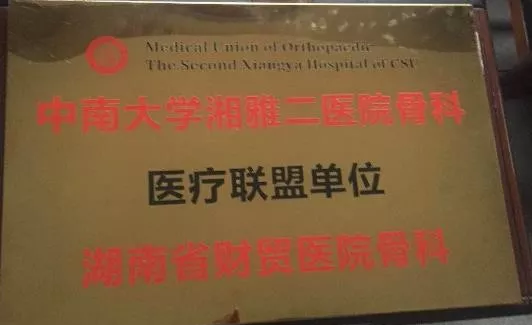 Medical Union of Orthopaedic
The Second Xiangya Hospital of CSU
中南大学湘雅二医院骨科
医疗联盟单位
湖南省财贸医院骨科